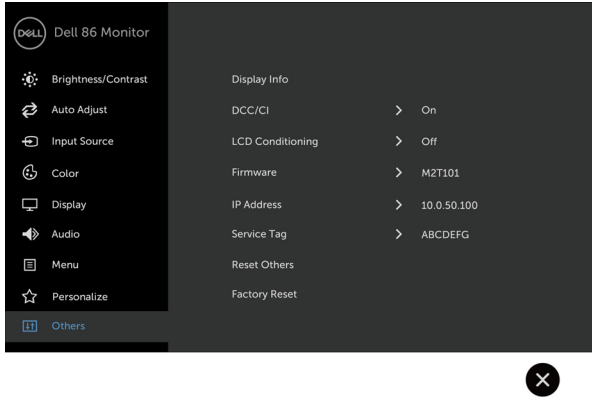 DELL Dell 86 Monitor
Brightness/Contrast
Auto Adjust
Input Source
Color
Display
Audio
Menu
Personalize
Others
Display Info
DCC/CI > On
LCD Conditioning > Off
Firmware > M2T101
IP Address > 10.0.50.100
Service Tag > ABCDEFG
Reset Others
Factory Reset